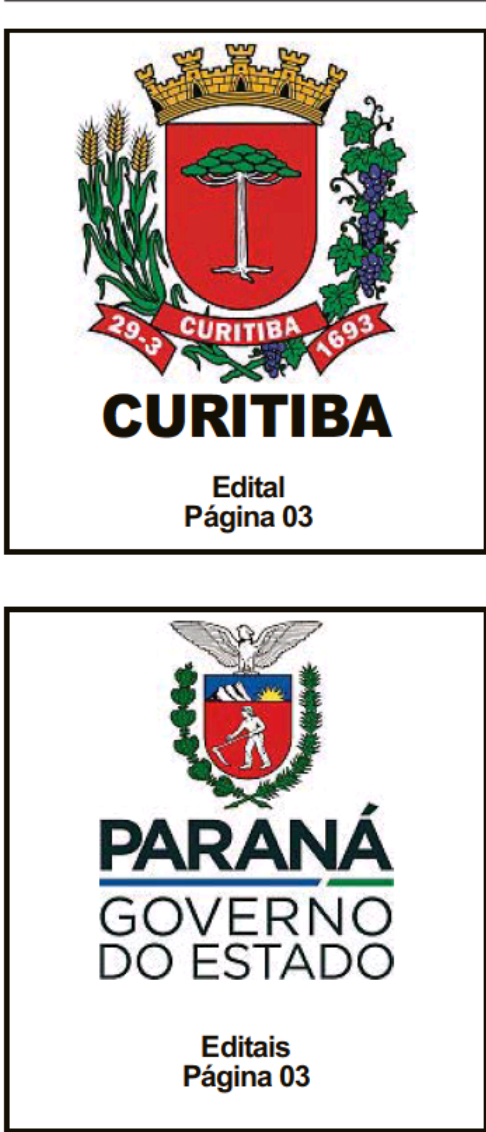 29-3 CURITIBA 1693
CURITIBA
Edital
Página 03
PARANÁ
GOVERNO
DO ESTADO
Editais
Página 03